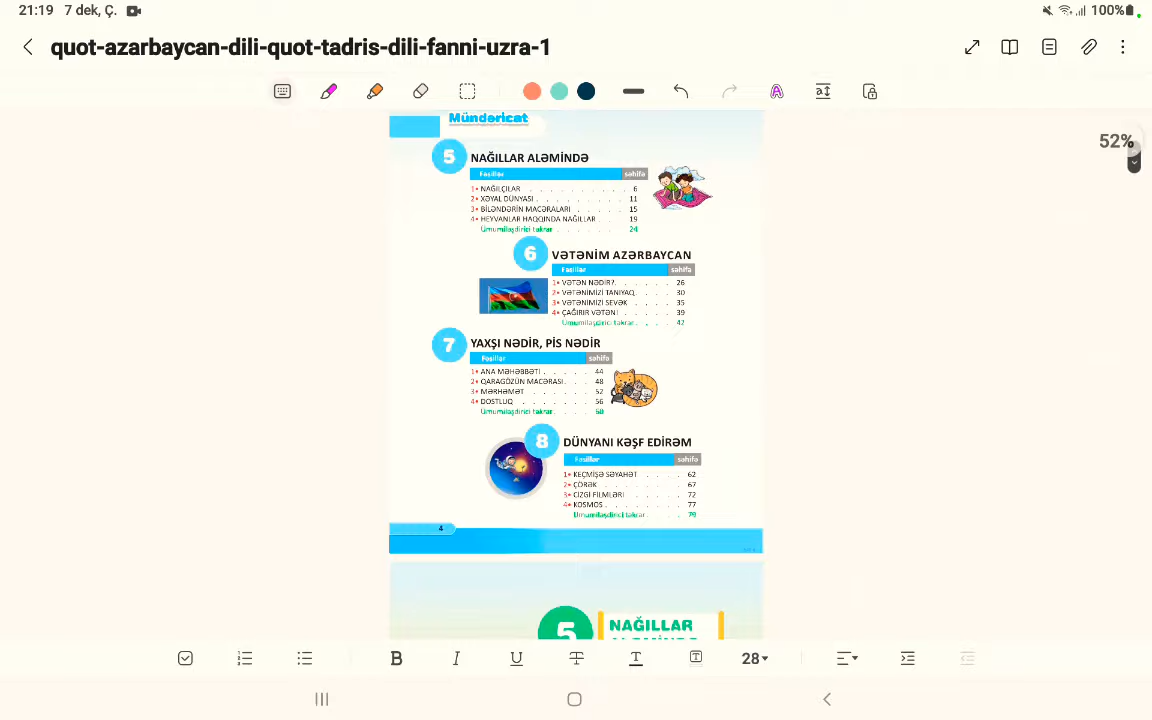 21:19 7 dek, Ç. 100%
quot-azarbaycan-dili-quot-tadris-dili-fanni-uzra-1
52%
Mündəricat
5 NAĞILLAR ALƏMİNDƏ
Fəsillər səhifə
1• NAĞILÇILAR . . . . . . . . . . 6
2• XƏYAL DÜNYASI . . . . . . . . . 11
3• BİLƏNDƏRİN MACƏRALARI . . . . . 15
4• HEYVANLAR HAQQINDA NAĞILLAR . . 19
Ümumiləşdirici təkrar . . . . . . 24
6 VƏTƏNİM AZƏRBAYCAN
Fəsillər səhifə
1• VƏTƏN NƏDİR? . . . . . . 26
2• VƏTƏNİMİZİ TANIYAQ . . . . 30
3• VƏTƏNİMİZİ SEVƏK . . . . 35
4• ÇAĞIRIR VƏTƏN! . . . . . 39
Ümumiləşdirici təkrar . . . . 42
7 YAXŞI NƏDİR, PİS NƏDİR
Fəsillər səhifə
1• ANA MƏHƏBBƏTİ . . . . . 44
2• QARAGÖZÜN MACƏRASI . . . 48
3• MƏRHƏMƏT . . . . . . 52
4• DOSTLUQ . . . . . . . 56
Ümumiləşdirici təkrar . . . .
8 DÜNYANI KƏŞF EDİRƏM
Fəsillər səhifə
1• KEÇMİŞƏ SƏYAHƏT . . . . 62
2• ÇÖRƏK . . . . . . . . 67
3• CİZGİ FİLMLƏRİ . . . . . 72
4• KOSMOS . . . . . . . . 77
Ümumiləşdirici təkrar . . . 79
4
5 NAĞILLAR
ALƏMİNDƏ
B I U T T T 28